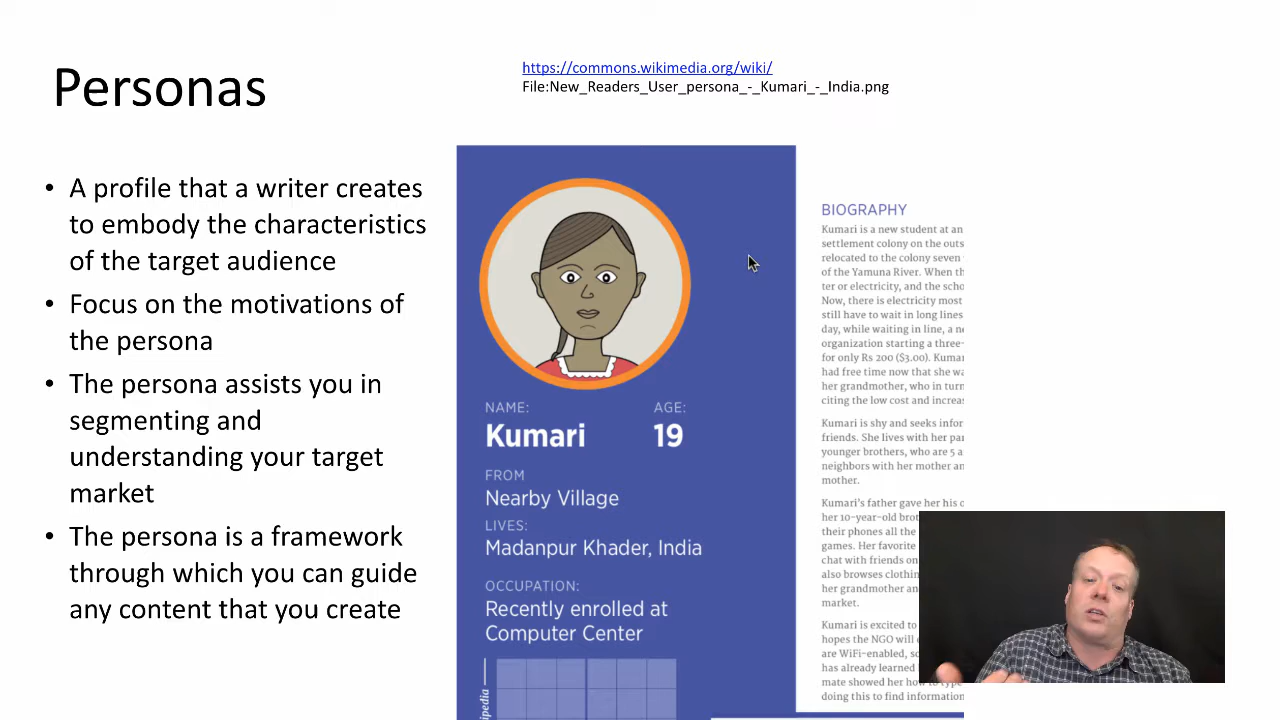 Personas
https://commons.wikimedia.org/wiki/
File:New_Readers_User_persona_-_Kumari_-_India.png
• A profile that a writer creates
to embody the characteristics
of the target audience
• Focus on the motivations of
the persona
• The persona assists you in
segmenting and
understanding your target
market
• The persona is a framework
through which you can guide
any content that you create
NAME:
Kumari
AGE:
19
FROM
Nearby Village
LIVES:
Madanpur Khader, India
OCCUPATION:
Recently enrolled at
Computer Center
BIOGRAPHY
Kumari is a new student at an
settlement colony on the outs
relocated to the colony seven
of the Yamuna River. When th
ter or electricity, and the scho
Now, there is electricity most
still have to wait in long lines
day, while waiting in line, a ne
organization starting a three-
for only Rs 200 ($3.00). Kumar
had free time now that she wa
her grandmother, who in turn
citing the low cost and increas
Kumari is shy and seeks infor
friends. She lives with her par
younger brothers, who are 5 a
neighbors with her mother an
mother.
Kumari's father gave her his o
her 10-year-old brot
their phones all the
games. Her favorite
chat with friends on
also browses clothin
her grandmother an
market.
Kumari is excited to
hopes the NGO will
are WiFi-enabled, so
has already learned
mate showed her how to type
doing this to find information